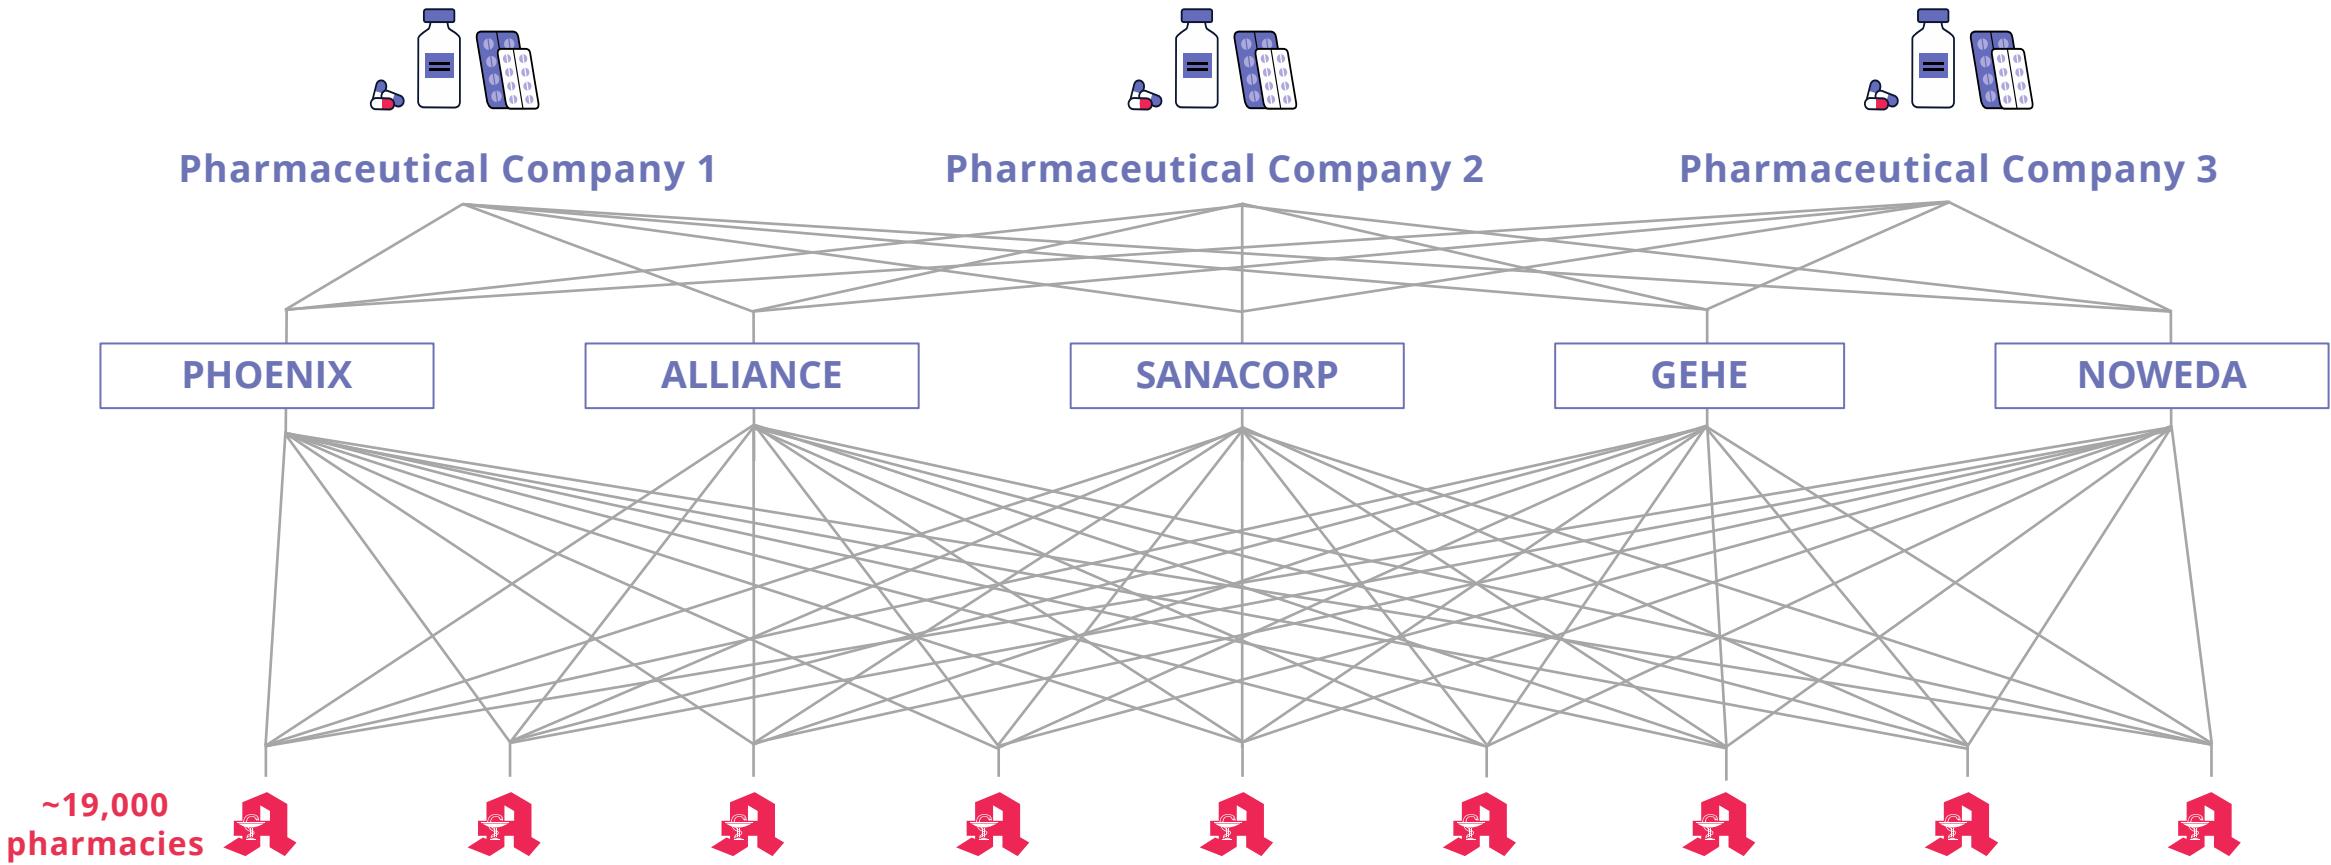 Pharmaceutical Company 1
Pharmaceutical Company 2
Pharmaceutical Company 3
PHOENIX
ALLIANCE
SANACORP
GEHE
NOWEDA
~19,000
pharmacies